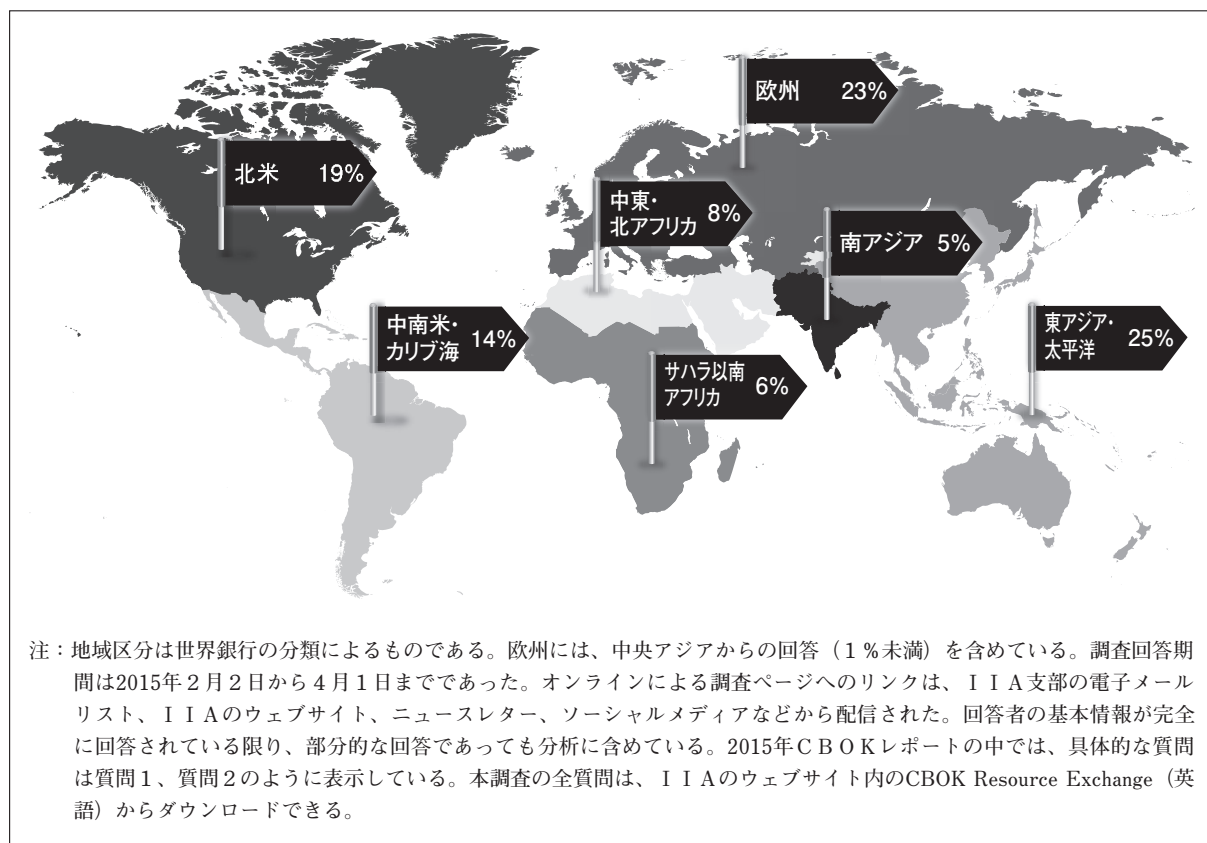 欧州 23%
北米 19%
中東・
北アフリカ 8%
南アジア 5%
中南米・
カリブ海 14%
東アジア・
太平洋 25%
サハラ以南
アフリカ 6%
注：地域区分は世界銀行の分類によるものである。欧州には、中央アジアからの回答（１％未満）を含めている。調査回答期
間は2015年２月２日から４月１日までであった。オンラインによる調査ページへのリンクは、ＩＩＡ支部の電子メール
リスト、ＩＩＡのウェブサイト、ニュースレター、ソーシャルメディアなどから配信された。回答者の基本情報が完全
に回答されている限り、部分的な回答であっても分析に含めている。2015年ＣＢＯＫレポートの中では、具体的な質問
は質問１、質問２のように表示している。本調査の全質問は、ＩＩＡのウェブサイト内のCBOK Resource Exchange（英
語）からダウンロードできる。